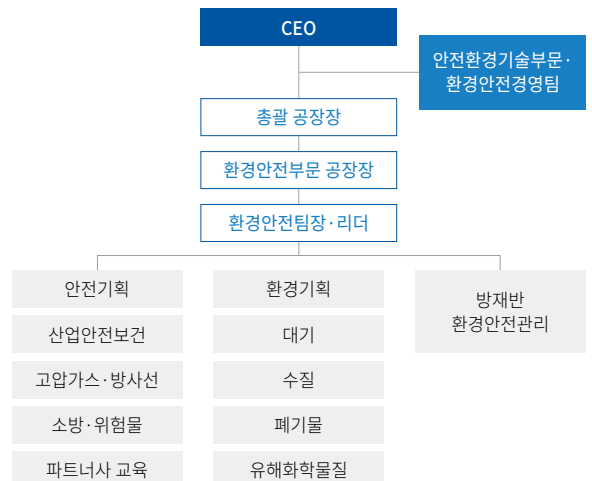 CEO
안전환경기술부문·
환경안전경영팀
총괄 공장장
환경안전부문 공장장
환경안전팀장·리더
안전기획
산업안전보건
고압가스·방사선
소방·위험물
파트너사 교육
환경기획
대기
수질
폐기물
유해화학물질
방재반
환경안전관리